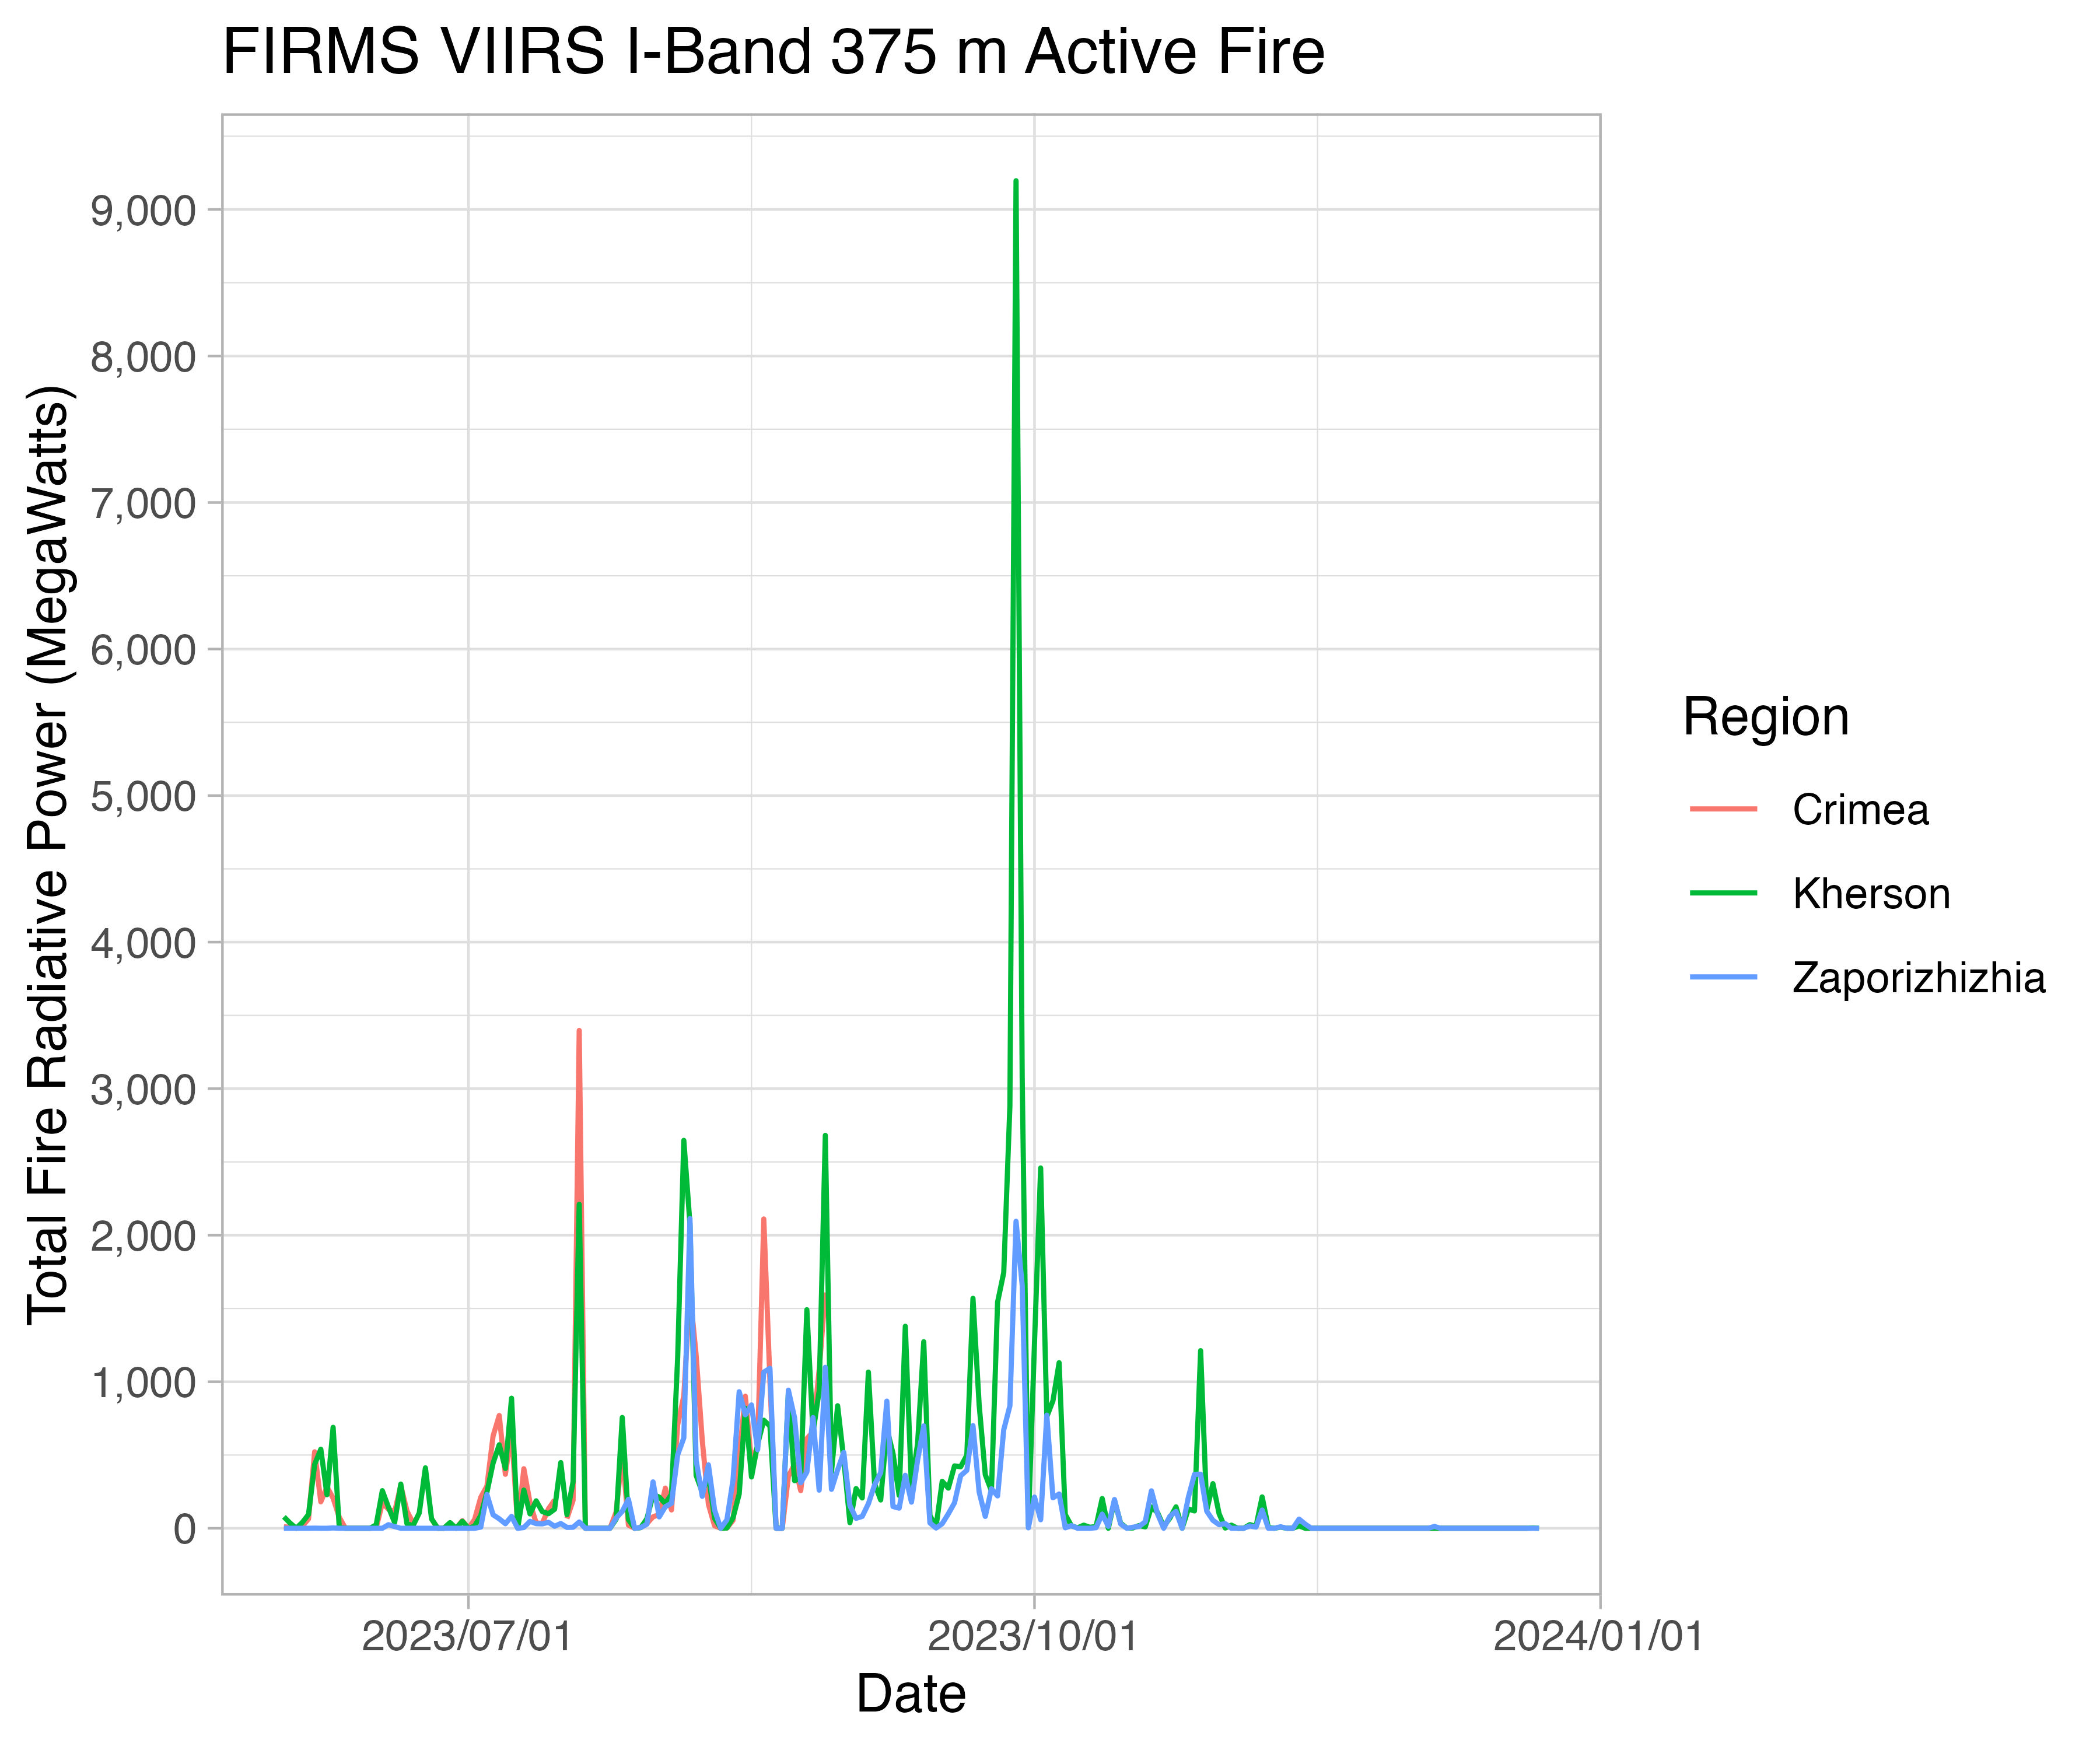 FIRMS VIIRS I-Band 375 m Active Fire
Total Fire Radiative Power (MegaWatts)
9,000
8,000
7,000
6,000
5,000
4,000
3,000
2,000
1,000
0
2023/07/01
2023/10/01
2024/01/01
Date
Region
Crimea
Kherson
Zaporizhizhia